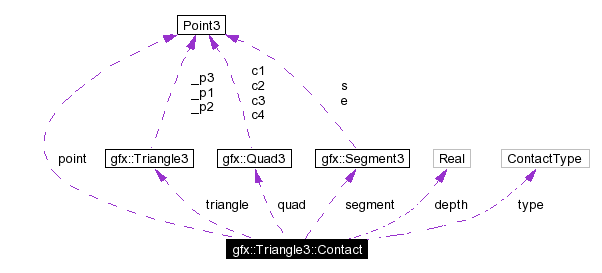 Point3
_p3
_p1
_p2
c1
c2
c3
c4
s
e
point
gfx::Triangle3
gfx::Quad3
gfx::Segment3
Real
ContactType
triangle
quad
segment
depth
type
gfx::Triangle3::Contact